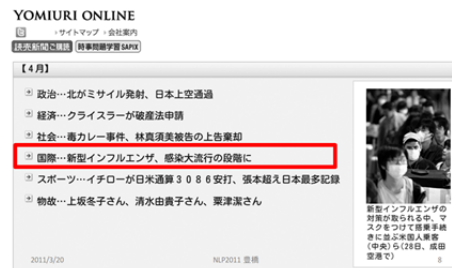 YOMIURI ONLINE
›サイトマップ ›会社案内
読売新聞ご購読 時事問題学習SAPIX
【4月】
政治…北がミサイル発射、日本上空通過
経済…クライスラーが破産法申請
社会…毒カレー事件、林真須美被告の上告棄却
国際…新型インフルエンザ、感染大流行の段階に
スポーツ…イチローが日米通算3086安打、張本超え日本最多記録
物故…上坂冬子さん、清水由貴子さん、粟津潔さん
新型インフルエンザの
対策が取られる中、マ
スクをつけて搭乗手続
きに並ぶ米国人乗客
(中央)ら(28日、成田
空港で)
2011/3/20
NLP2011 豊橋
8